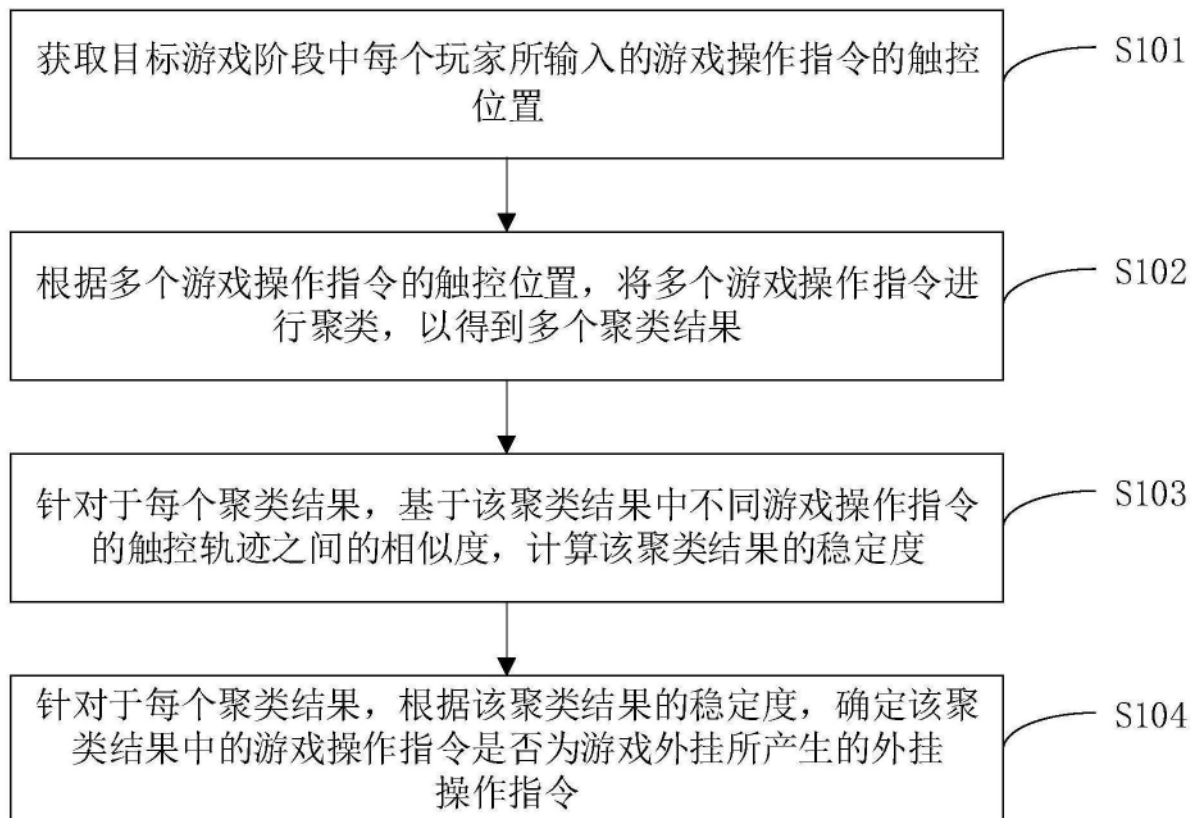 获取目标游戏阶段中每个玩家所输入的游戏操作指令的触控
位置
S101
根据多个游戏操作指令的触控位置，将多个游戏操作指令进
行聚类，以得到多个聚类结果
S102
针对于每个聚类结果，基于该聚类结果中不同游戏操作指令
的触控轨迹之间的相似度，计算该聚类结果的稳定度
S103
针对于每个聚类结果，根据该聚类结果的稳定度，确定该聚
类结果中的游戏操作指令是否为游戏外挂所产生的外挂
操作指令
S104